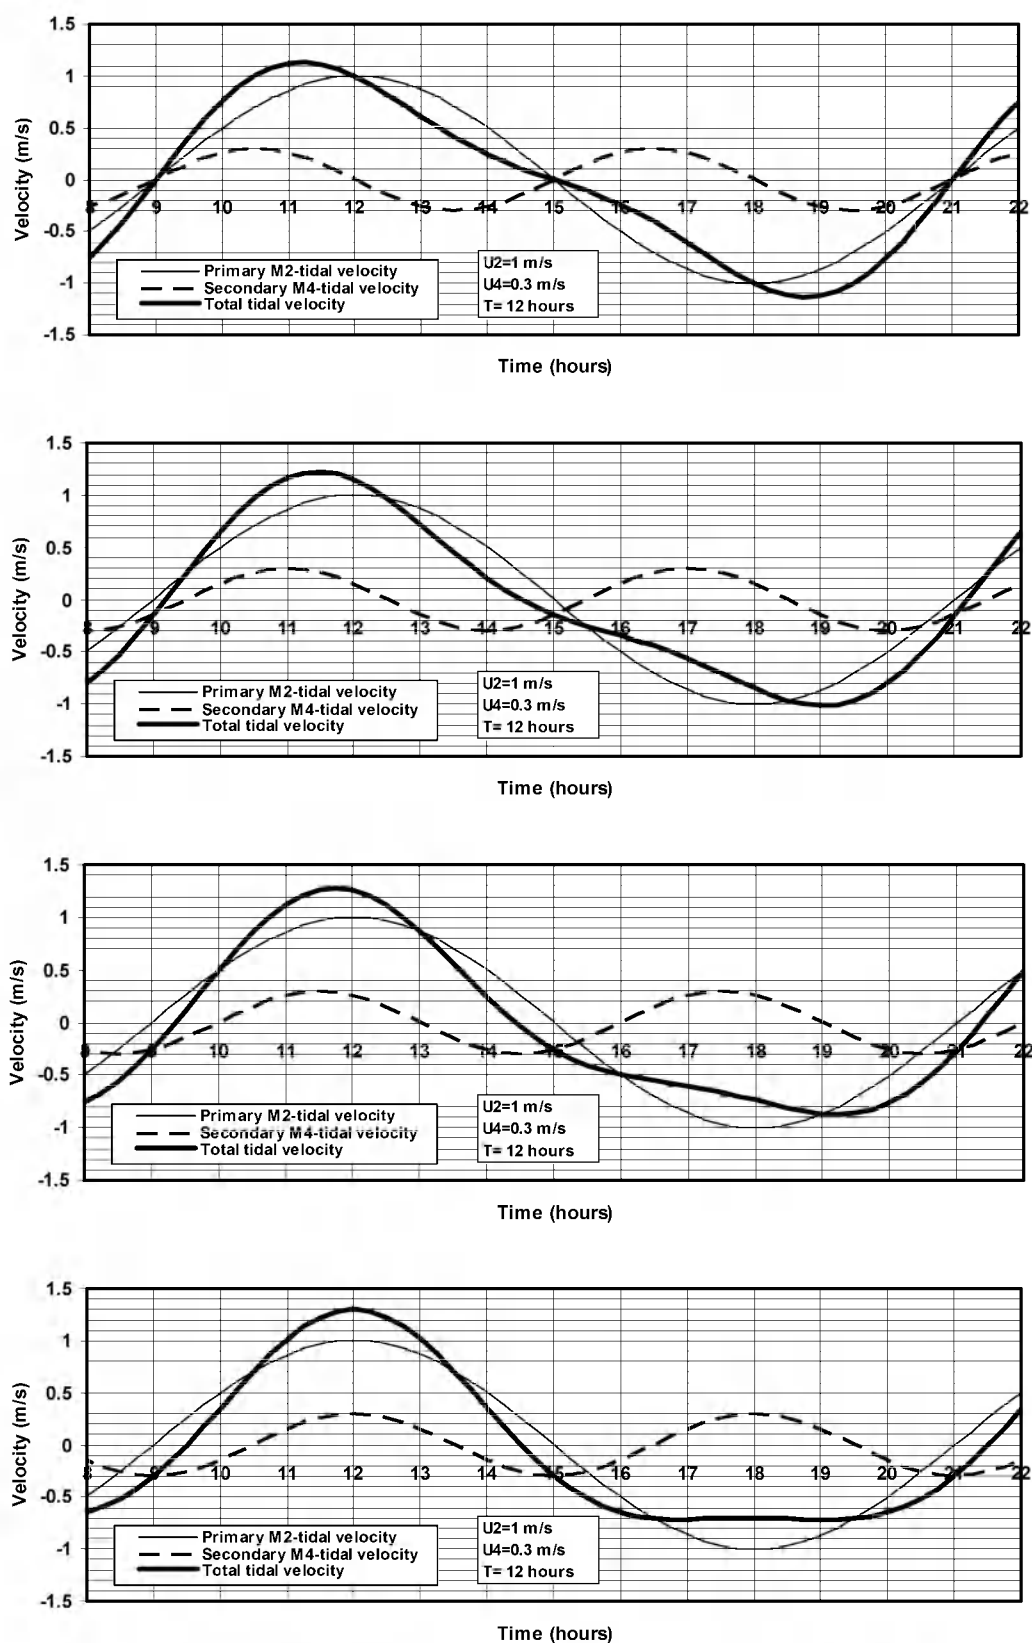 1.5
1
0.5
0
-0.5
-1
-1.5
Velocity (m/s)
8 9 10 11 12 13 14 15 16 17 18 19 20 21 22
Primary M2-tidal velocity
Secondary M4-tidal velocity
Total tidal velocity
U2=1 m/s
U4=0.3 m/s
T= 12 hours
Time (hours)
1.5
1
0.5
0
-0.5
-1
-1.5
Velocity (m/s)
8 9 10 11 12 13 14 15 16 17 18 19 20 21 22
Primary M2-tidal velocity
Secondary M4-tidal velocity
Total tidal velocity
U2=1 m/s
U4=0.3 m/s
T= 12 hours
Time (hours)
1.5
1
0.5
0
-0.5
-1
-1.5
Velocity (m/s)
8 9 10 11 12 13 14 15 16 17 18 19 20 21 22
Primary M2-tidal velocity
Secondary M4-tidal velocity
Total tidal velocity
U2=1 m/s
U4=0.3 m/s
T= 12 hours
Time (hours)
1.5
1
0.5
0
-0.5
-1
-1.5
Velocity (m/s)
8 9 10 11 12 13 14 15 16 17 18 19 20 21 22
Primary M2-tidal velocity
Secondary M4-tidal velocity
Total tidal velocity
U2=1 m/s
U4=0.3 m/s
T= 12 hours
Time (hours)